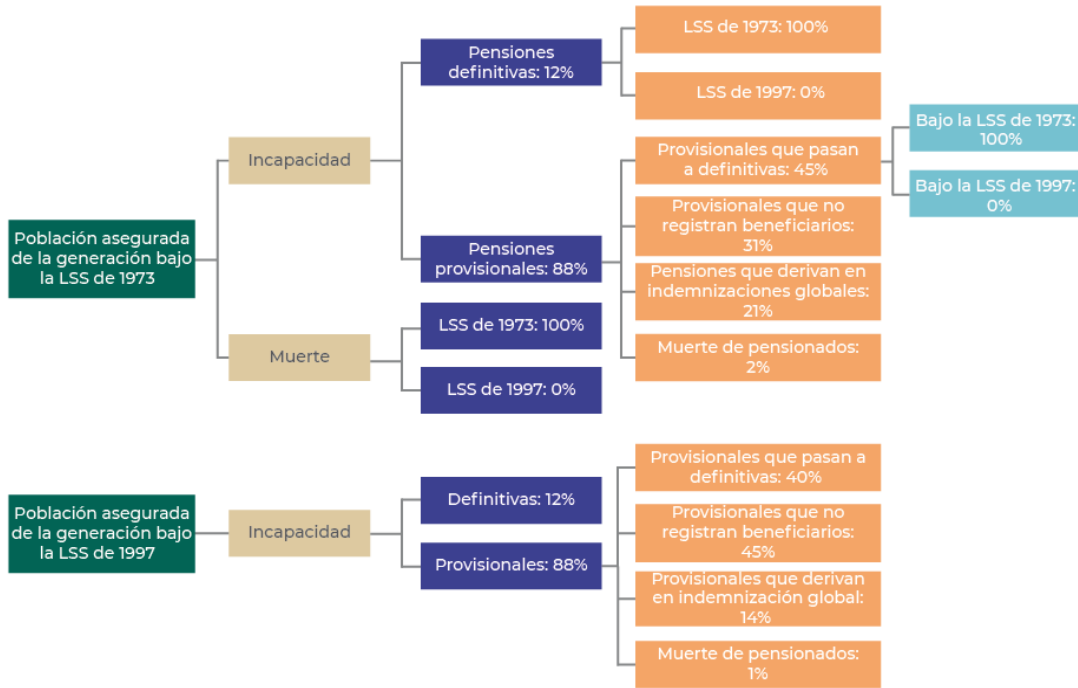 Población asegurada
de la generación bajo
la LSS de 1973
Incapacidad
Pensiones
definitivas: 12%
LSS de 1973: 100%
LSS de 1997: 0%
Pensiones
provisionales: 88%
Provisionales que pasan
a definitivas: 45%
Bajo la LSS de 1973:
100%
Bajo la LSS de 1997:
0%
Provisionales que no
registran beneficiarios:
31%
Pensiones que derivan en
indemnizaciones globales:
21%
Muerte de pensionados:
2%
Muerte
LSS de 1973: 100%
LSS de 1997: 0%
Población asegurada
de la generación bajo
la LSS de 1997
Incapacidad
Definitivas: 12%
Provisionales: 88%
Provisionales que pasan a
definitivas: 40%
Provisionales que no
registran beneficiarios:
45%
Provisionales que derivan
en indemnización global:
14%
Muerte de pensionados:
1%